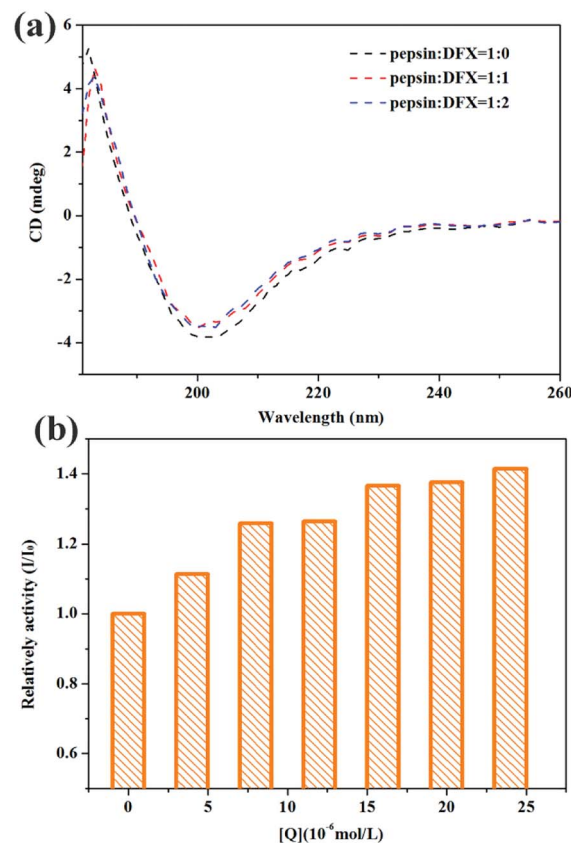 (a)
6
4
2
0
-2
-4
CD (mdeg)
pepsin:DFX=1:0
pepsin:DFX=1:1
pepsin:DFX=1:2
200
220
240
260
Wavelength (nm)
(b)
1.4
1.2
1.0
0.8
0.6
Relatively activity (I/I₀)
0
5
10
15
20
25
[Q](10⁻⁶mol/L)